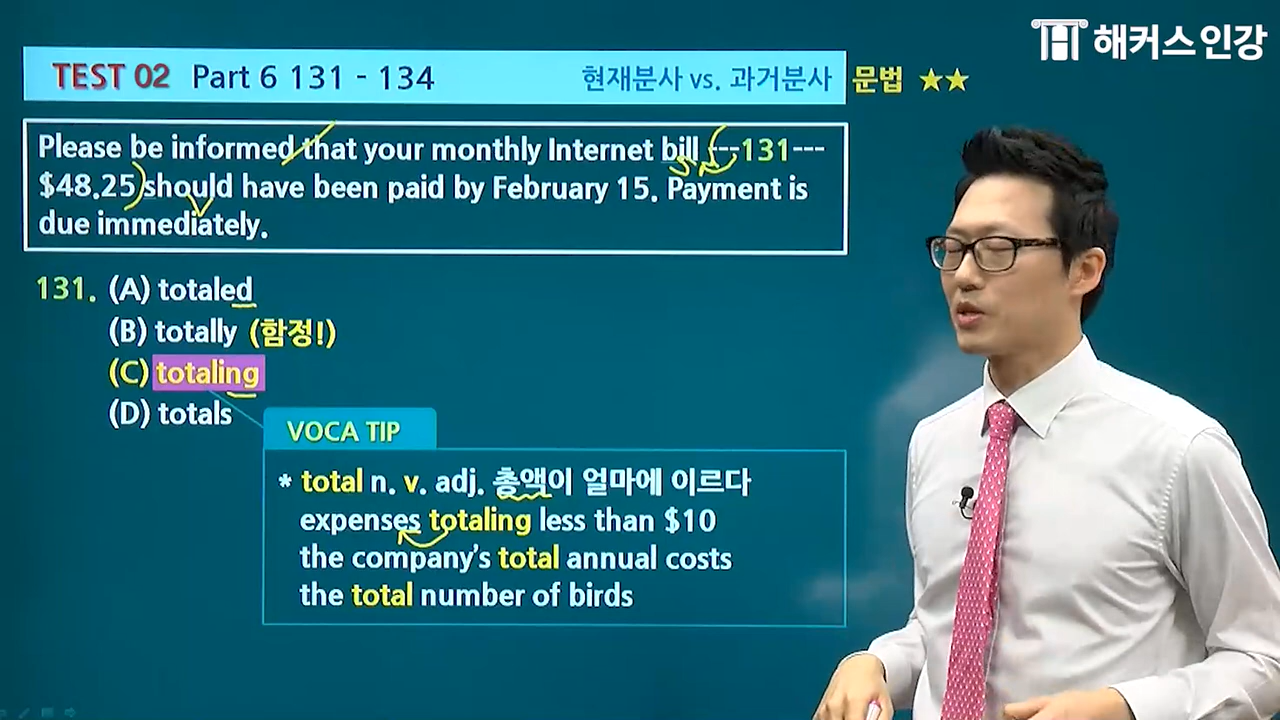 해커스인강
TEST 02 Part 6 131 - 134 현재분사 vs. 과거분사 문법 ★★
Please be informed that your monthly Internet bill ---131---
$48.25 should have been paid by February 15. Payment is
due immediately.
131. (A) totaled
(B) totally (함정!)
(C) totaling
(D) totals
VOCA TIP
* total n. v. adj. 총액이 얼마에 이르다
expenses totaling less than $10
the company's total annual costs
the total number of birds